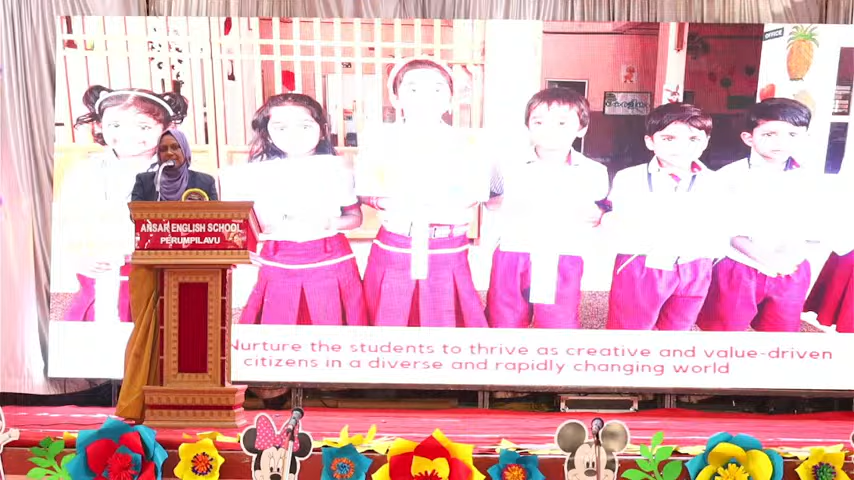 OFFICE
ANSAR ENGLISH SCHOOL
PERUMPILAVU
Nurture the students to thrive as creative and value-driven
citizens in a diverse and rapidly changing world